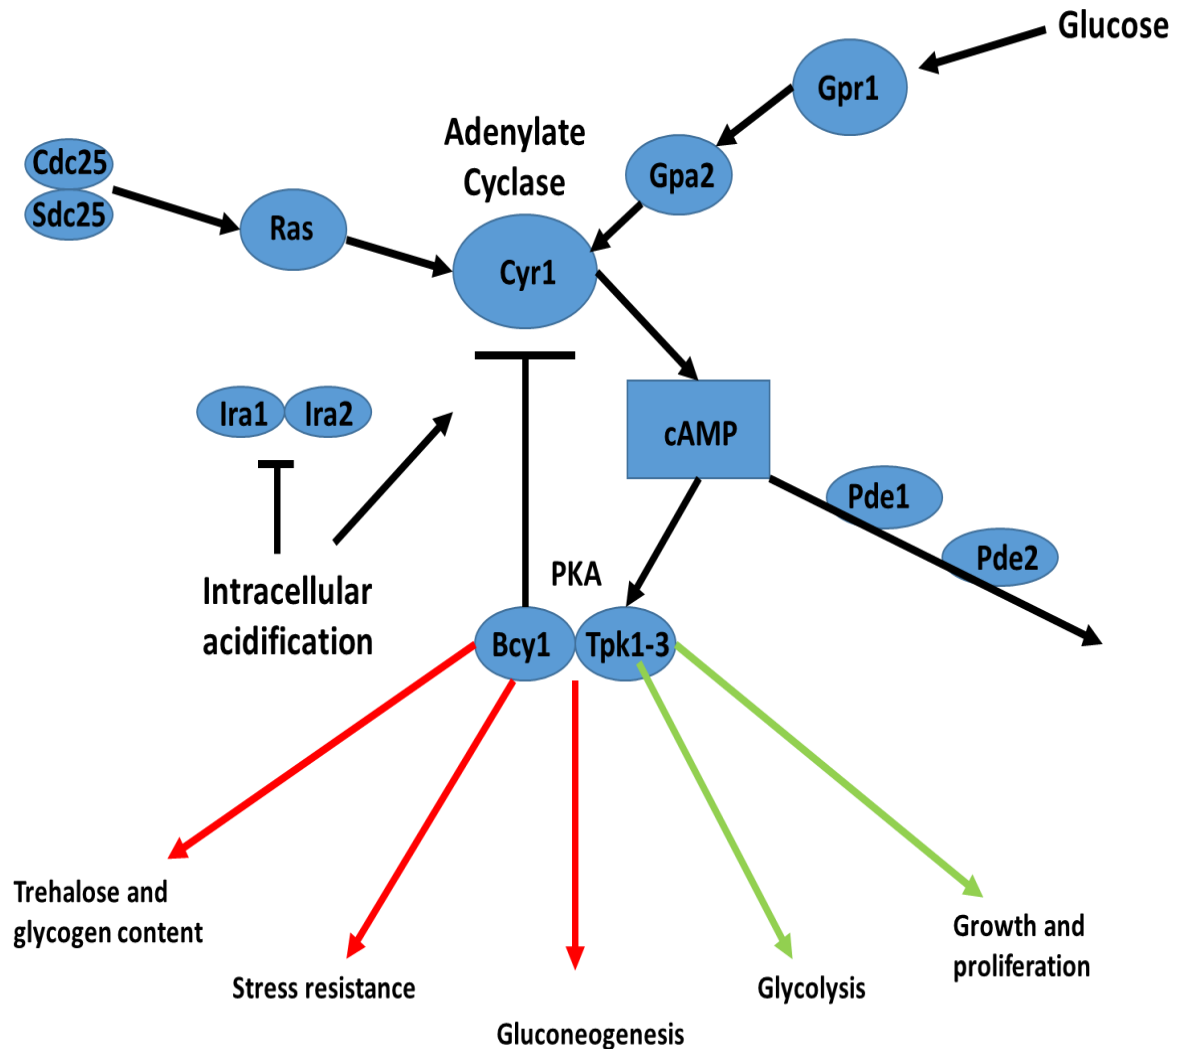 Glucose
Gpr1
Adenylate
Cyclase
Cdc25
Sdc25
Gpa2
Ras
Cyr1
Ira1
Ira2
cAMP
Pde1
Pde2
PKA
Intracellular
acidification
Bcy1
Tpk1-3
Trehalose and
glycogen content
Stress resistance
Gluconeogenesis
Glycolysis
Growth and
proliferation